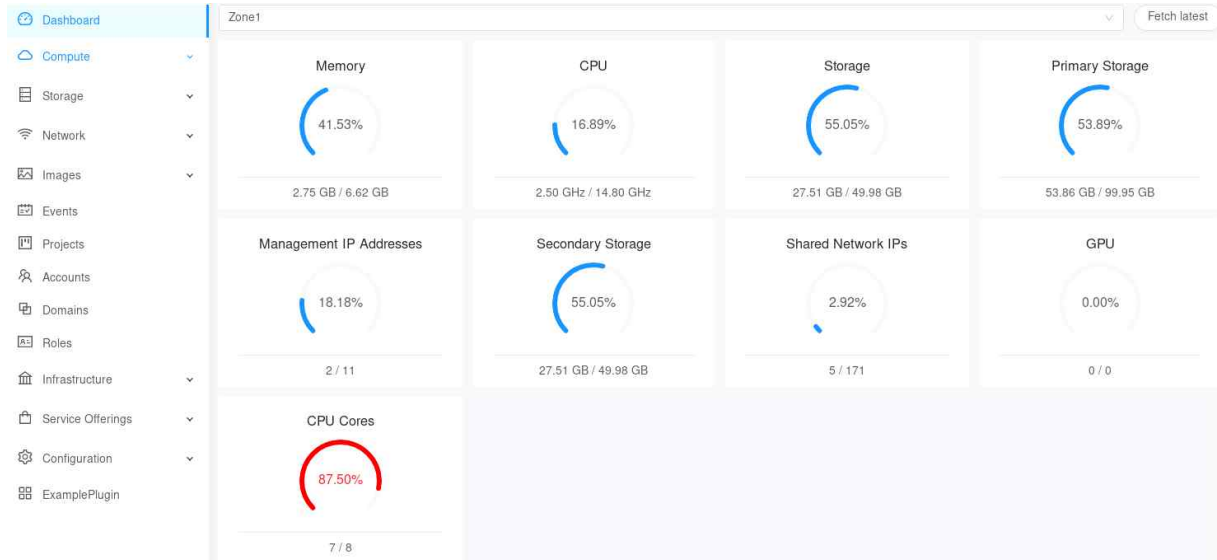 Dashboard
Compute
Storage
Network
Images
Events
Projects
Accounts
Domains
Roles
Infrastructure
Service Offerings
Configuration
ExamplePlugin
Zone1
Fetch latest
Memory
41.53%
2.75 GB / 6.62 GB
CPU
16.89%
2.50 GHz / 14.80 GHz
Storage
55.05%
27.51 GB / 49.98 GB
Primary Storage
53.89%
53.86 GB / 99.95 GB
Management IP Addresses
18.18%
2 / 11
Secondary Storage
55.05%
27.51 GB / 49.98 GB
Shared Network IPs
2.92%
5 / 171
GPU
0.00%
0 / 0
CPU Cores
87.50%
7 / 8